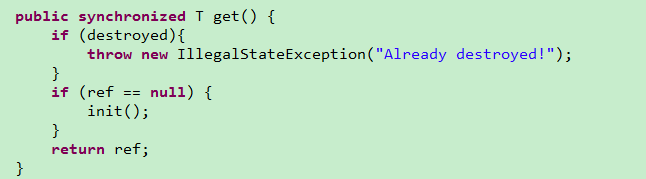 public synchronized T get() {
    if (destroyed){
        throw new IllegalStateException("Already destroyed!");
    }
    if (ref == null) {
        init();
    }
    return ref;
}